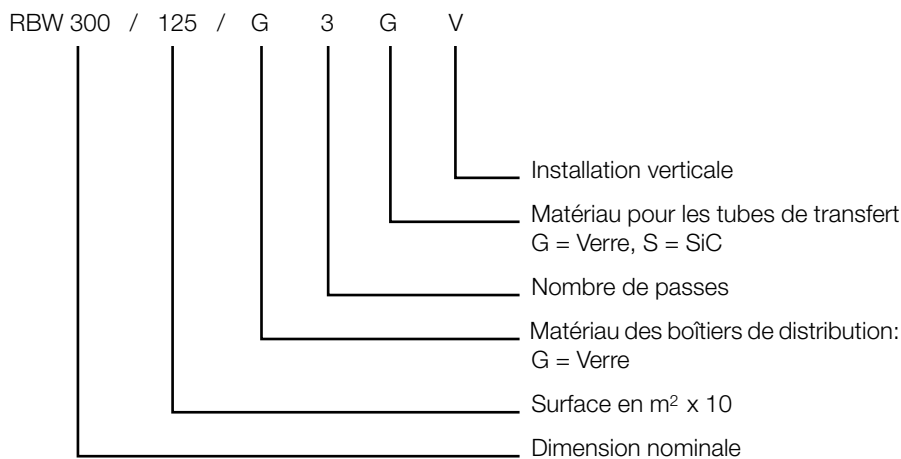 RBW 300 / 125 / G 3 G V
Installation verticale
Matériau pour les tubes de transfert
G = Verre, S = SiC
Nombre de passes
Matériau des boîtiers de distribution:
G = Verre
Surface en m² x 10
Dimension nominale